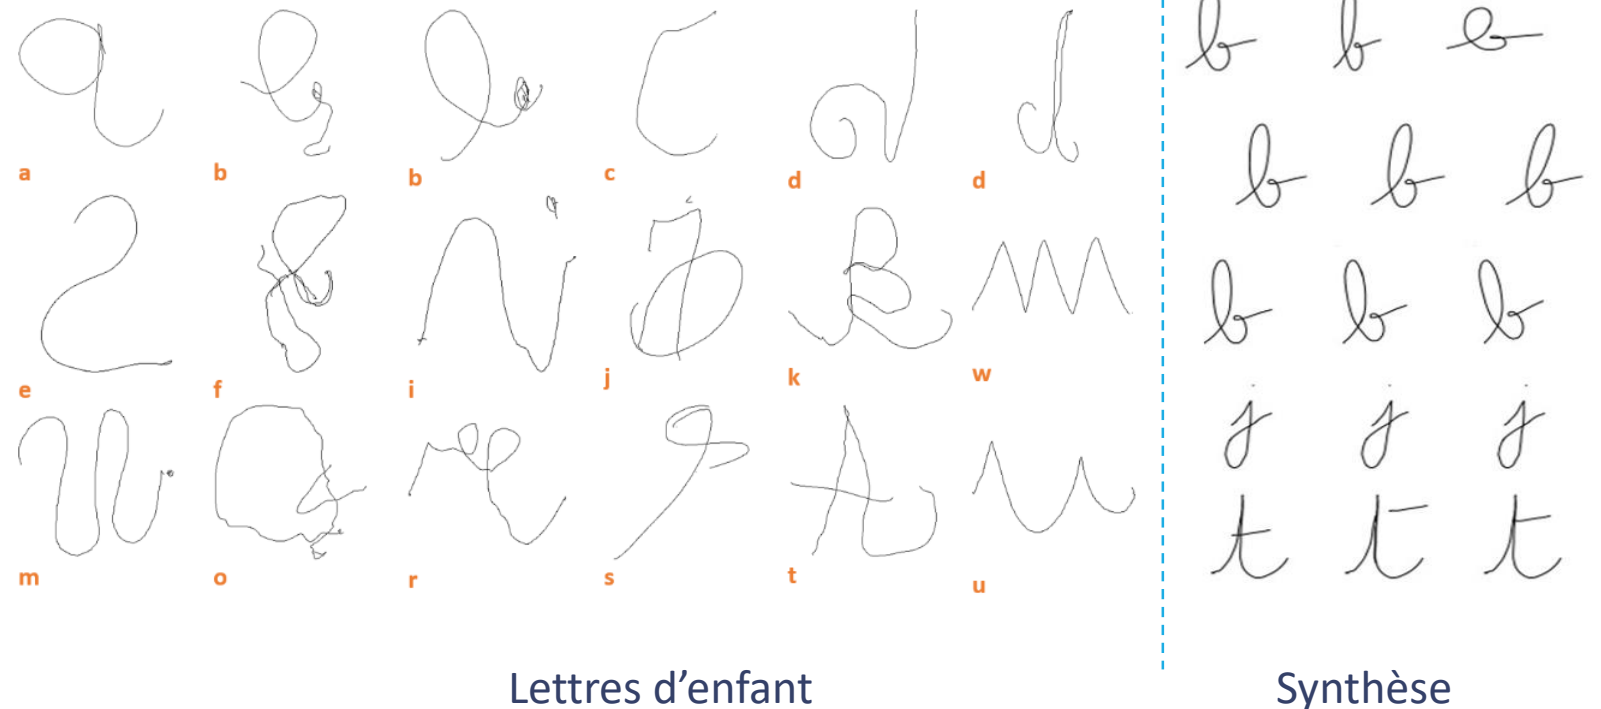 b b b
a b b c d d
b b b
e f i j k w
b b b
j j j
m o r s t u
t t t
Lettres d’enfant Synthèse